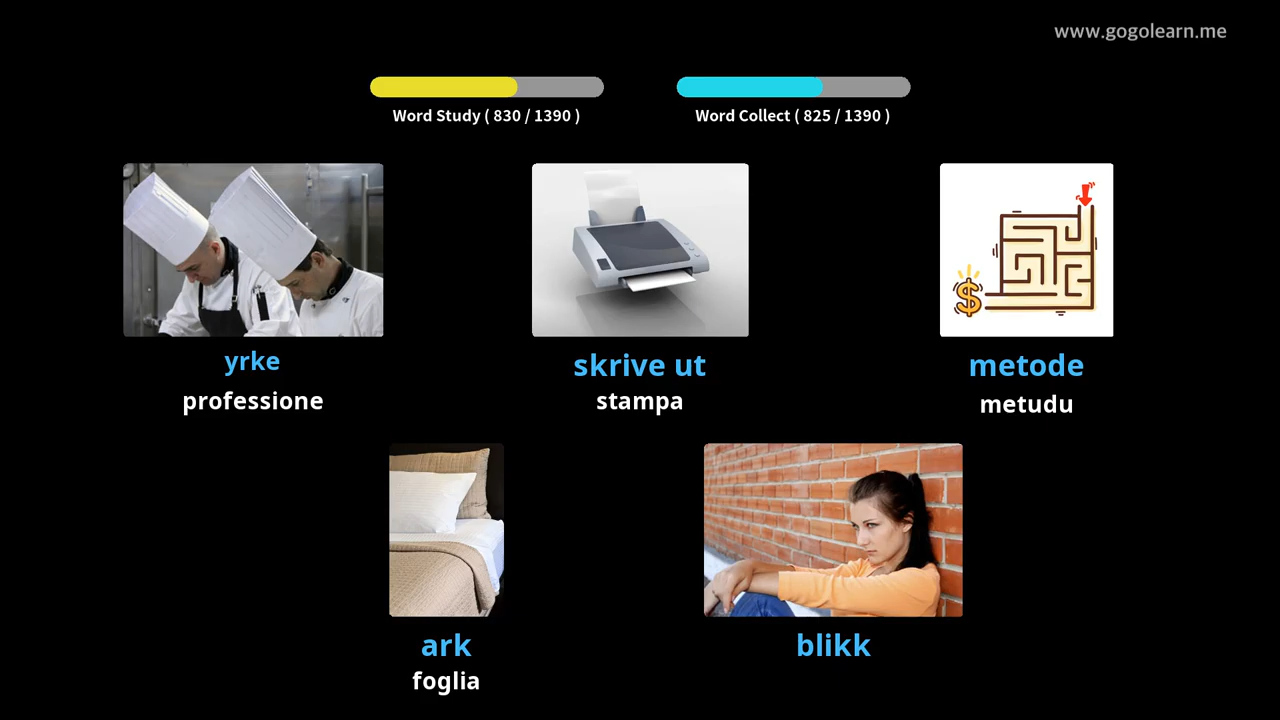 www.gogolearn.me
Word Study ( 830 / 1390 )
Word Collect ( 825 / 1390 )
yrke
skrive ut
metode
professione
stampa
metudu
ark
blikk
foglia